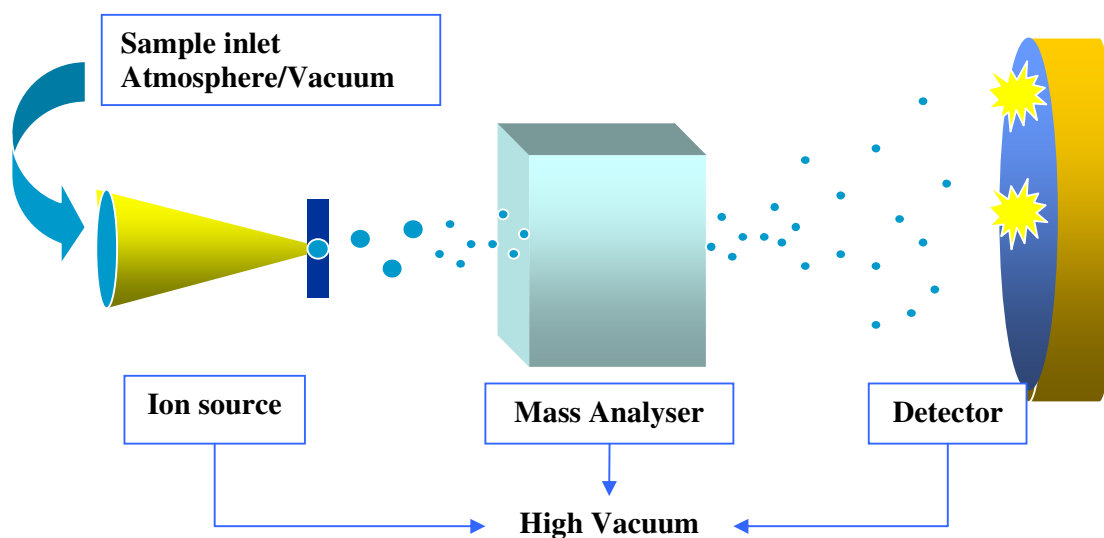 Sample inlet
Atmosphere/Vacuum
Ion source
Mass Analyser
Detector
High Vacuum